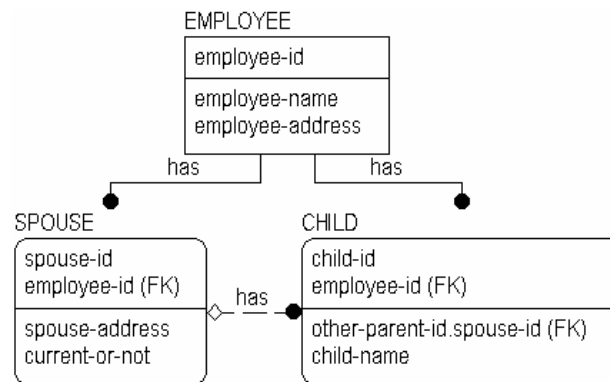 EMPLOYEE
employee-id
employee-name
employee-address
has
has
SPOUSE
spouse-id
employee-id (FK)
spouse-address
current-or-not
has
CHILD
child-id
employee-id (FK)
other-parent-id.spouse-id (FK)
child-name